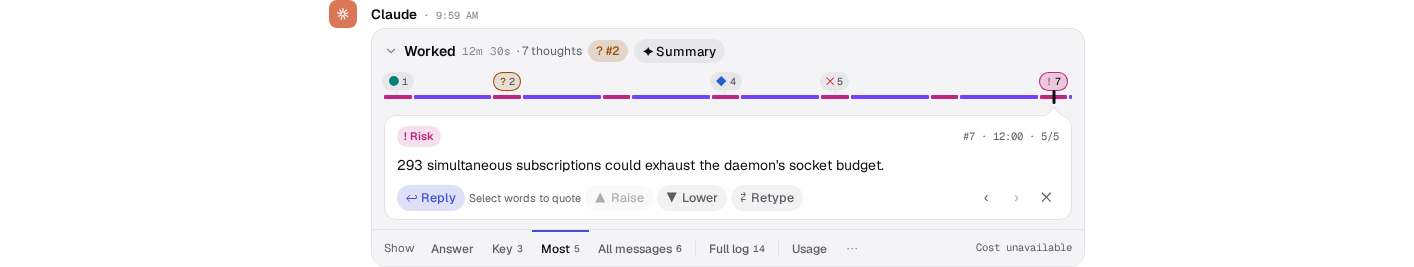 Claude · 9:59 AM
Worked 12m 30s · 7 thoughts ? #2 ✦ Summary
1 ? 2 4 5 ! 7
! Risk #7 · 12:00 · 5/5
293 simultaneous subscriptions could exhaust the daemon's socket budget.
↩ Reply Select words to quote ▲ Raise ▼ Lower ⇄ Retype ‹ › ✕
Show Answer Key 3 Most 5 All messages 6 Full log 14 Usage ··· Cost unavailable